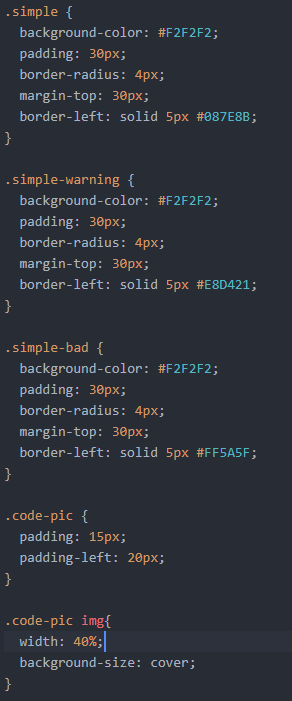 .simple {
  background-color: #F2F2F2;
  padding: 30px;
  border-radius: 4px;
  margin-top: 30px;
  border-left: solid 5px #087E8B;
}

.simple-warning {
  background-color: #F2F2F2;
  padding: 30px;
  border-radius: 4px;
  margin-top: 30px;
  border-left: solid 5px #E8D421;
}

.simple-bad {
  background-color: #F2F2F2;
  padding: 30px;
  border-radius: 4px;
  margin-top: 30px;
  border-left: solid 5px #FF5A5F;
}

.code-pic {
  padding: 15px;
  padding-left: 20px;
}

.code-pic img{
  width: 40%;
  background-size: cover;
}